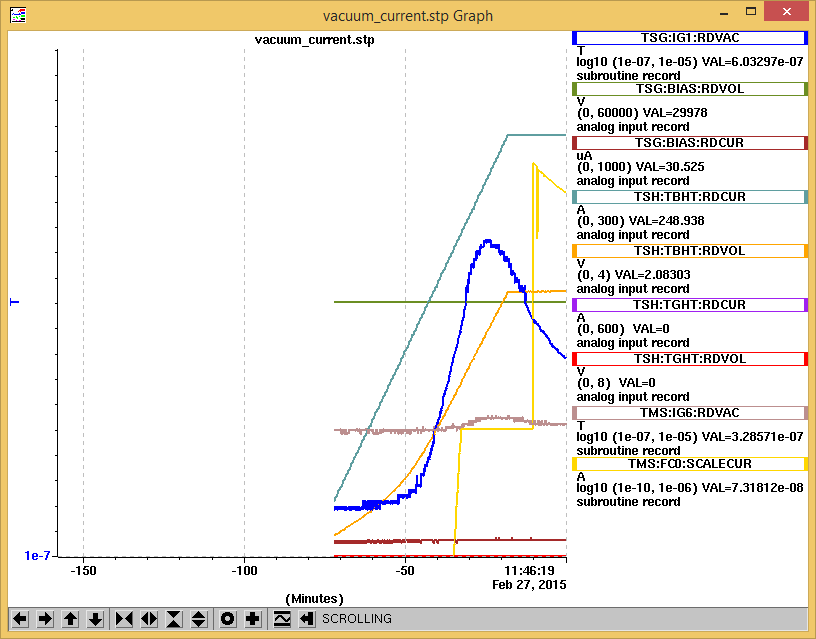 vacuum_current.stp Graph
vacuum_current.stp
T
1e-7
-150
-100
-50
11:46:19
Feb 27, 2015
(Minutes)
TSG:IG1:RDVAC
T
log10 (1e-07, 1e-05) VAL=6.03297e-07
subroutine record
TSG:BIAS:RDVOL
V
(0, 60000) VAL=29978
analog input record
TSG:BIAS:RDCUR
uA
(0, 1000) VAL=30.525
analog input record
TSH:TBHT:RDCUR
A
(0, 300) VAL=248.938
analog input record
TSH:TBHT:RDVOL
V
(0, 4) VAL=2.08303
analog input record
TSH:TGHT:RDCUR
A
(0, 600) VAL=0
analog input record
TSH:TGHT:RDVOL
V
(0, 8) VAL=0
analog input record
TMS:IG6:RDVAC
T
log10 (1e-07, 1e-05) VAL=3.28571e-07
subroutine record
TMS:FC0:SCALECUR
A
log10 (1e-10, 1e-06) VAL=7.31812e-08
subroutine record
SCROLLING